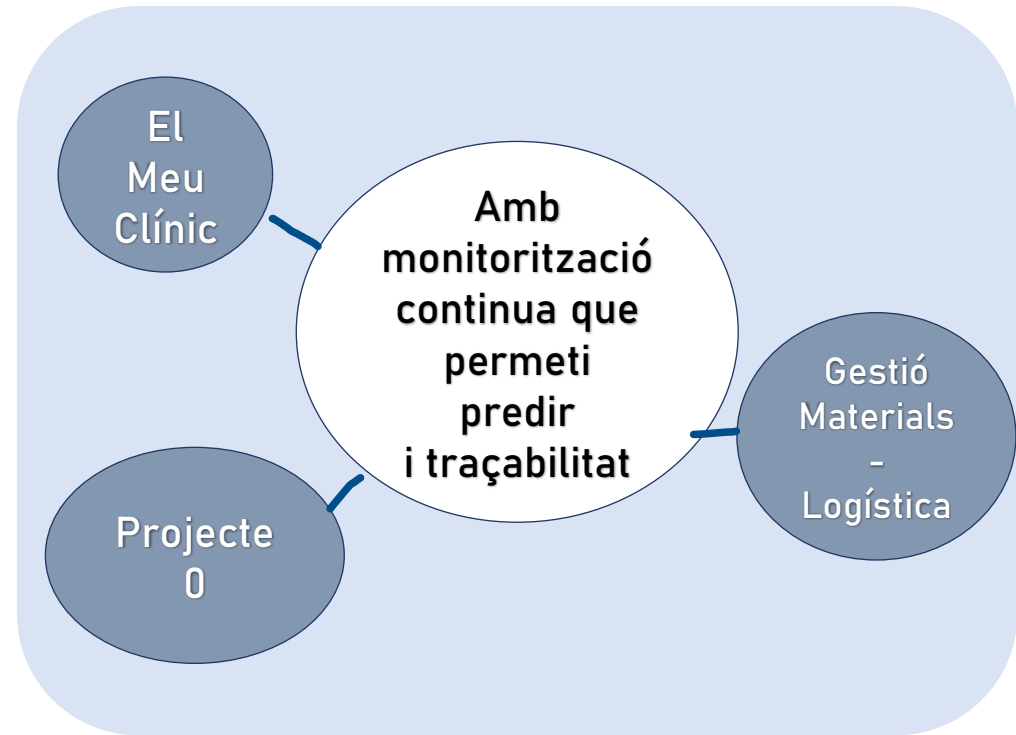 El
Meu
Clínic
Amb
monitorització
continua que
permeti
predir
i traçabilitat
Gestió
Materials
-
Logística
Projecte
0